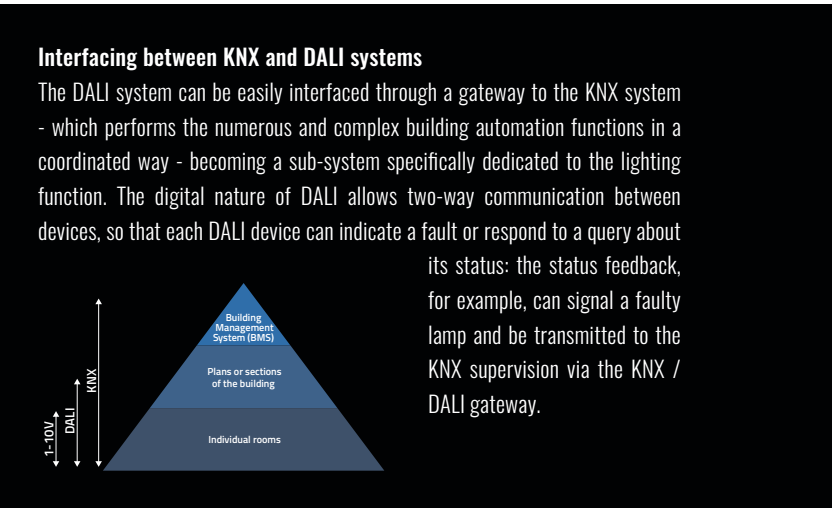 Interfacing between KNX and DALI systems
The DALI system can be easily interfaced through a gateway to the KNX system
- which performs the numerous and complex building automation functions in a
coordinated way - becoming a sub-system specifically dedicated to the lighting
function. The digital nature of DALI allows two-way communication between
devices, so that each DALI device can indicate a fault or respond to a query about
its status: the status feedback,
for example, can signal a faulty
lamp and be transmitted to the
KNX supervision via the KNX /
DALI gateway.
Building
Management
System (BMS)
Plans or sections
of the building
Individual rooms
1-10V
DALI
KNX